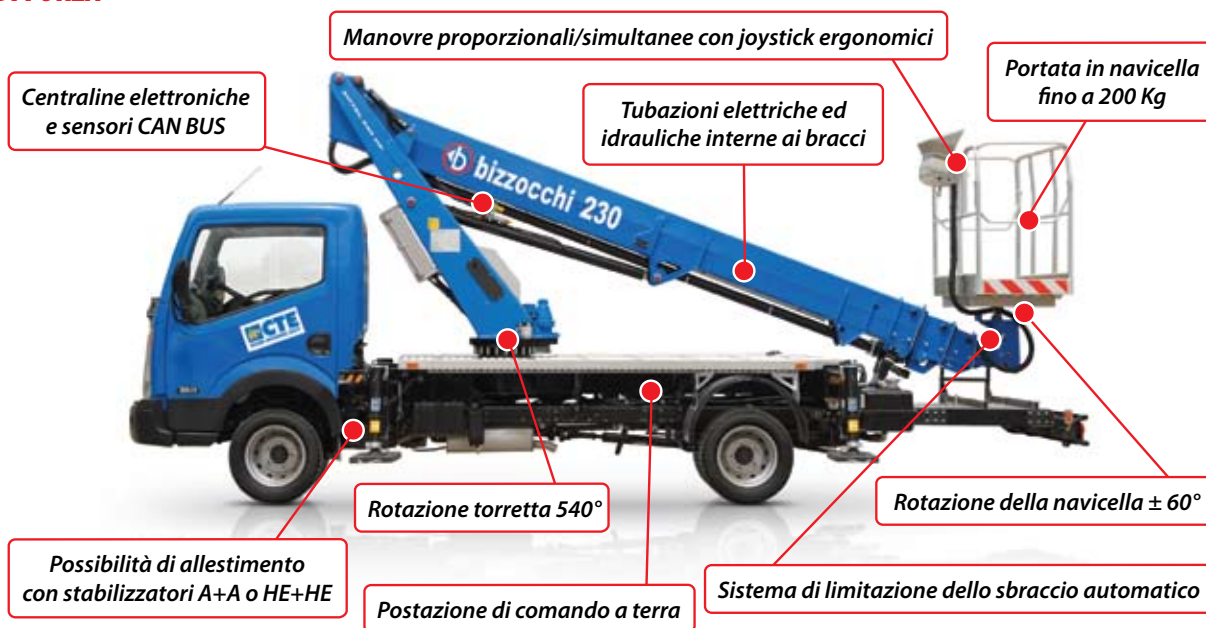 Manovre proporzionali/simultanee con joystick ergonomici
Centraline elettroniche
e sensori CAN BUS
Tubazioni elettriche ed
idrauliche interne ai bracci
Portata in navicella
fino a 200 Kg
bizzocchi 230
CTE
Rotazione torretta 540°
Rotazione della navicella ± 60°
Possibilità di allestimento
con stabilizzatori A+A o HE+HE
Postazione di comando a terra
Sistema di limitazione dello sbraccio automatico